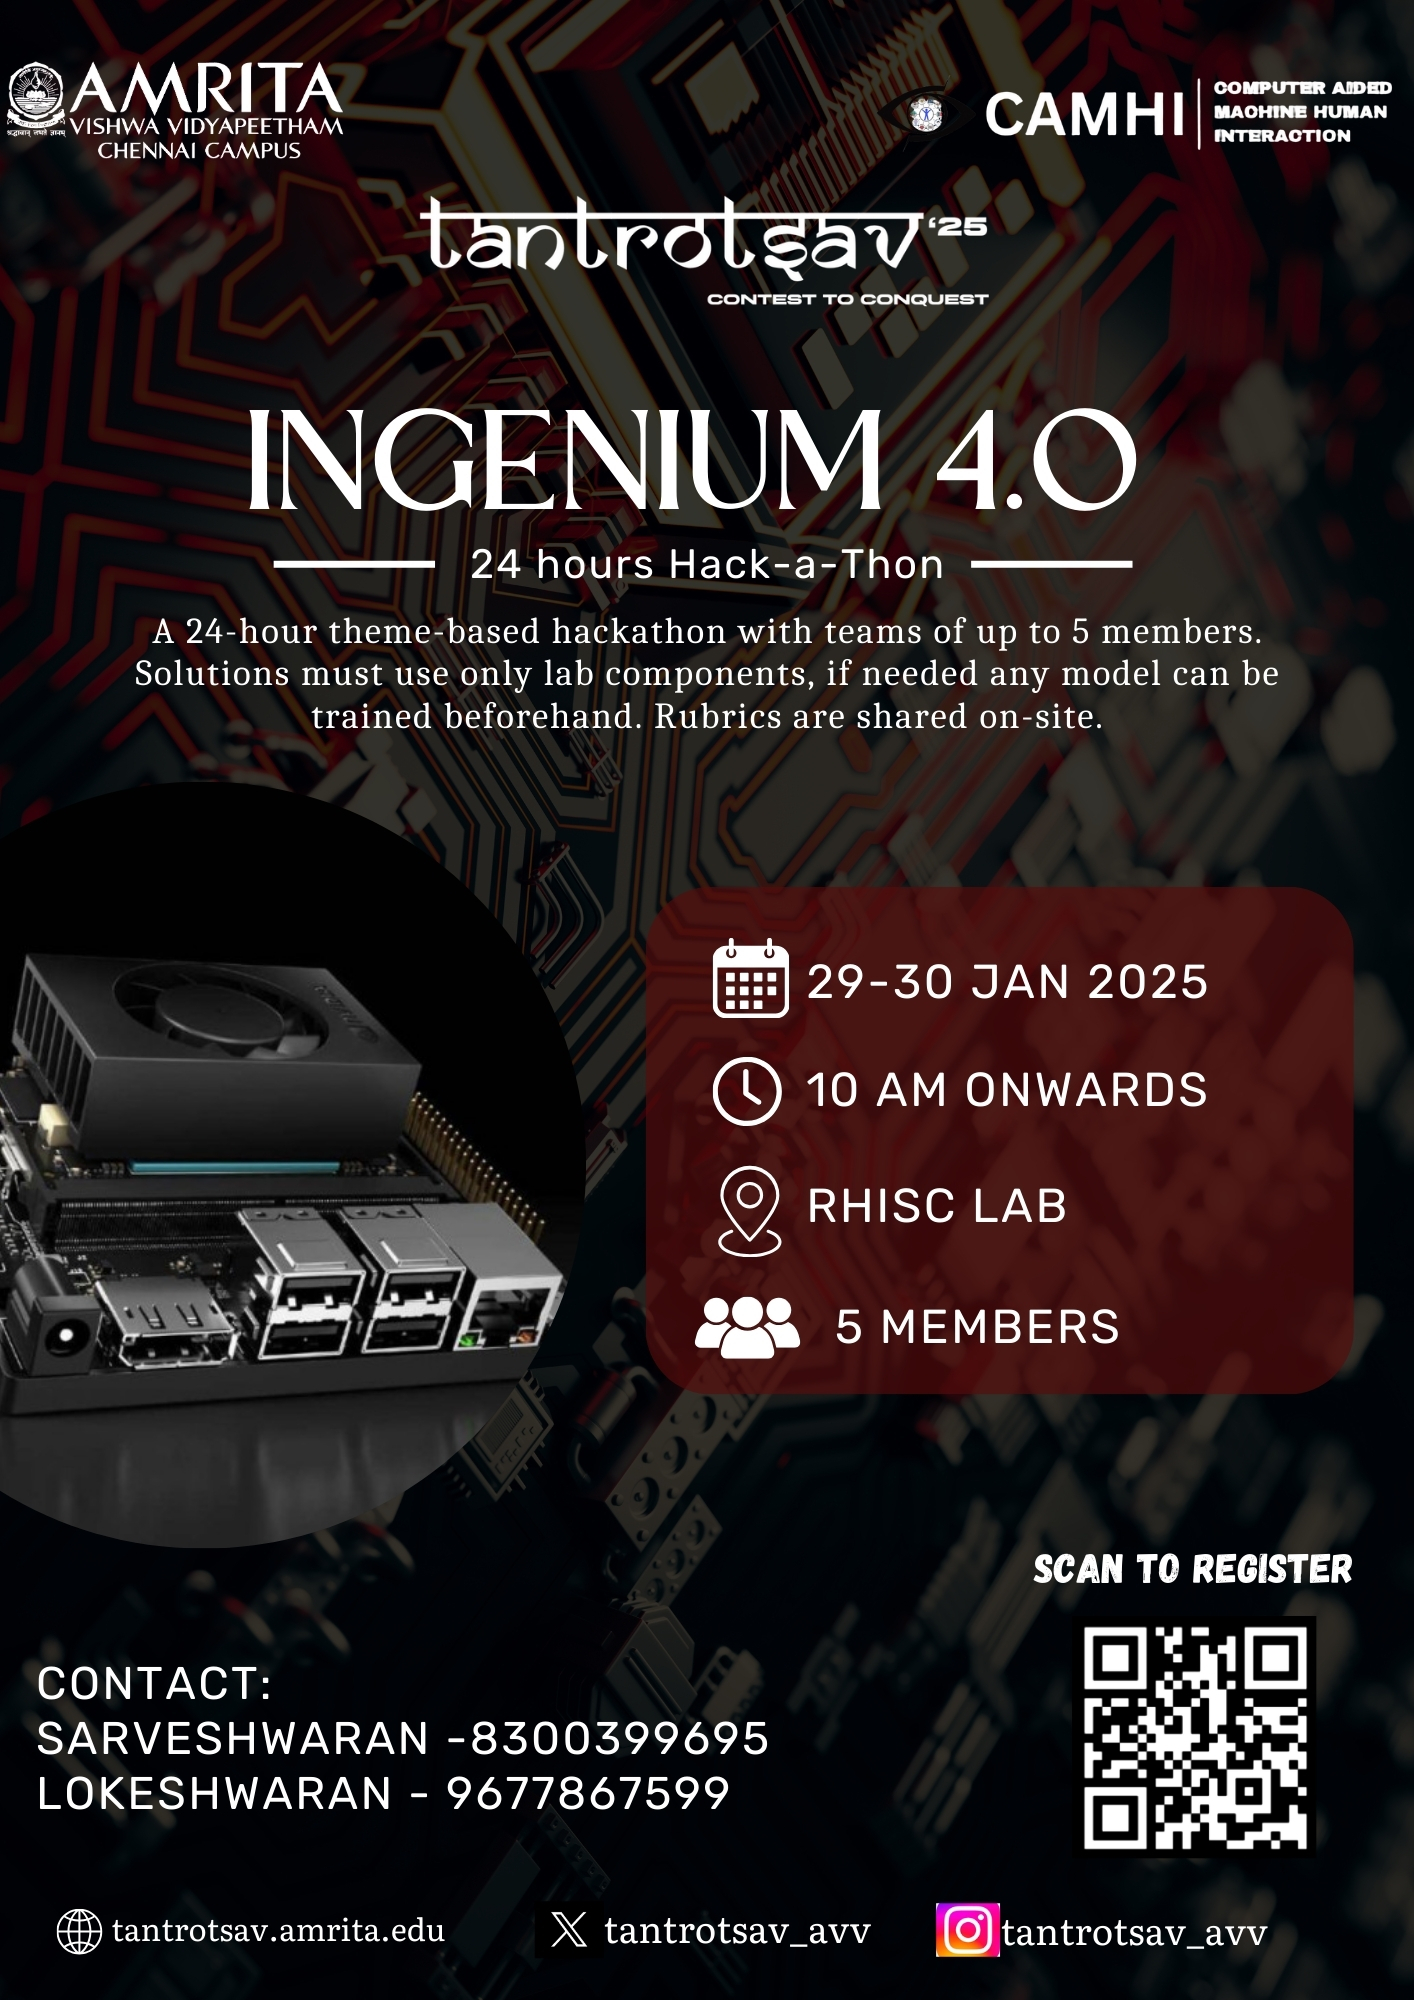 AMRITA
VISHWA VIDYAPEETHAM
CHENNAI CAMPUS
CAMHI
COMPUTER AIDED
MACHINE HUMAN
INTERACTION
tantrotsav '25
CONTEST TO CONQUEST
INGENIUM 4.0
24 hours Hack-a-Thon
A 24-hour theme-based hackathon with teams of up to 5 members.
Solutions must use only lab components, if needed any model can be
trained beforehand. Rubrics are shared on-site.
29-30 JAN 2025
10 AM ONWARDS
RHISC LAB
5 MEMBERS
SCAN TO REGISTER
CONTACT:
SARVESHWARAN -8300399695
LOKESHWARAN - 9677867599
tantrotsav.amrita.edu
tantrotsav_avv
tantrotsav_avv